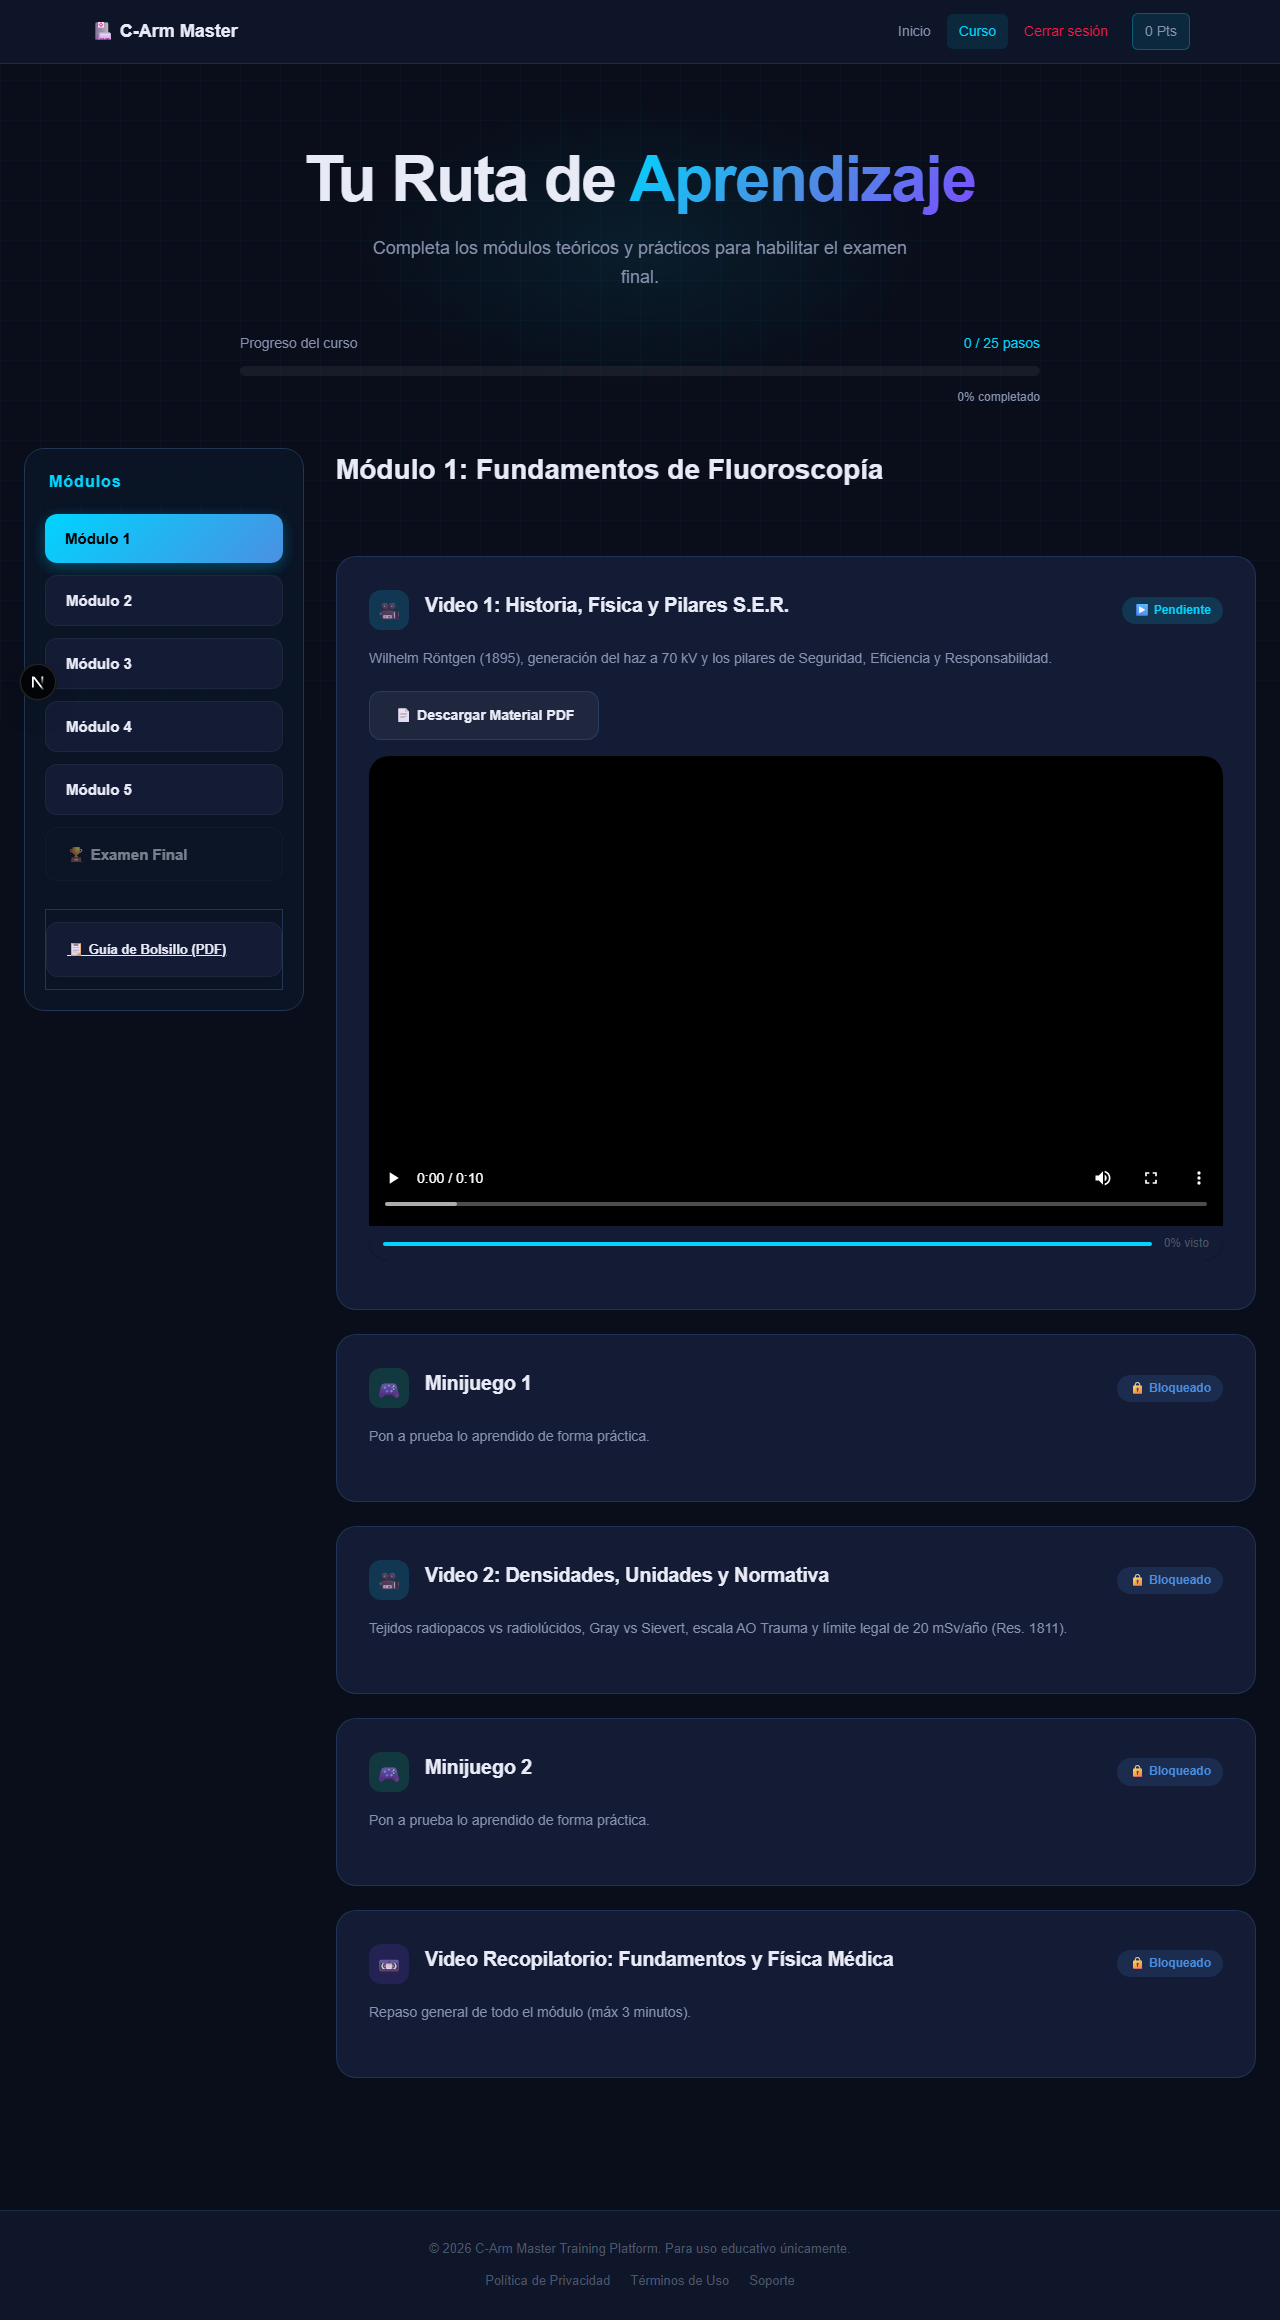 C-Arm Master
Inicio
Curso
Cerrar sesión
0 Pts
Tu Ruta de Aprendizaje
Completa los módulos teóricos y prácticos para habilitar el examen
final.
Progreso del curso
0 / 25 pasos
0% completado
Módulos
Módulo 1
Módulo 2
Módulo 3
N
Módulo 4
Módulo 5
Examen Final
Guía de Bolsillo (PDF)
Módulo 1: Fundamentos de Fluoroscopía
Video 1: Historia, Física y Pilares S.E.R.
Pendiente
Wilhelm Röntgen (1895), generación del haz a 70 kV y los pilares de Seguridad, Eficiencia y Responsabilidad.
Descargar Material PDF
0:00 / 0:10
0% visto
Minijuego 1
Bloqueado
Pon a prueba lo aprendido de forma práctica.
Video 2: Densidades, Unidades y Normativa
Bloqueado
Tejidos radiopacos vs radiolúcidos, Gray vs Sievert, escala AO Trauma y límite legal de 20 mSv/año (Res. 1811).
Minijuego 2
Bloqueado
Pon a prueba lo aprendido de forma práctica.
Video Recopilatorio: Fundamentos y Física Médica
Bloqueado
Repaso general de todo el módulo (máx 3 minutos).
© 2026 C-Arm Master Training Platform. Para uso educativo únicamente.
Política de Privacidad
Términos de Uso
Soporte